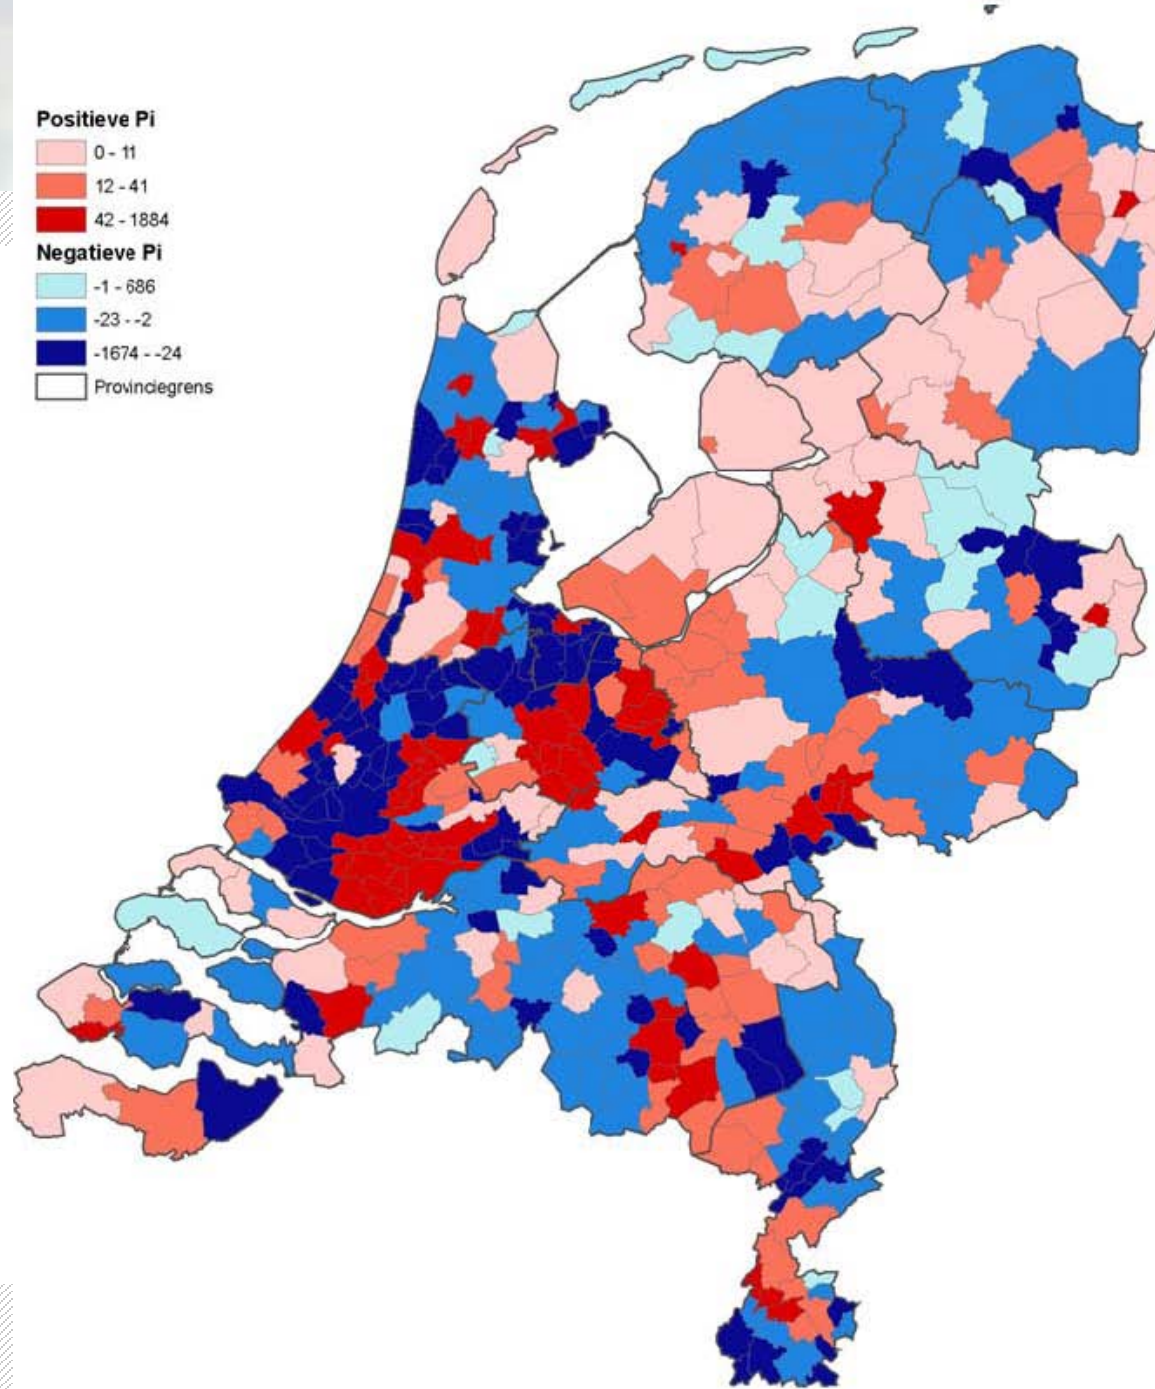 Positieve Pi
0 - 11
12 - 41
42 - 1884
Negatieve Pi
-1 - 686
-23 - -2
-1674 - -24
Provinciegrens